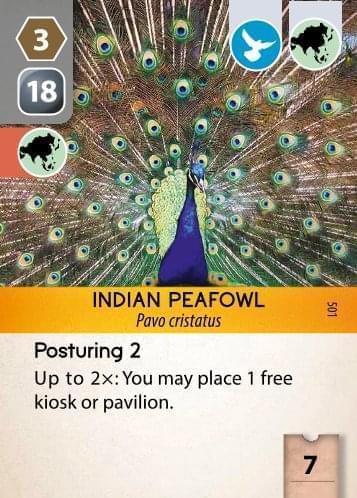 3
18
INDIAN PEAFOWL
Pavo cristatus
501
Posturing 2
Up to 2×: You may place 1 free
kiosk or pavilion.
7